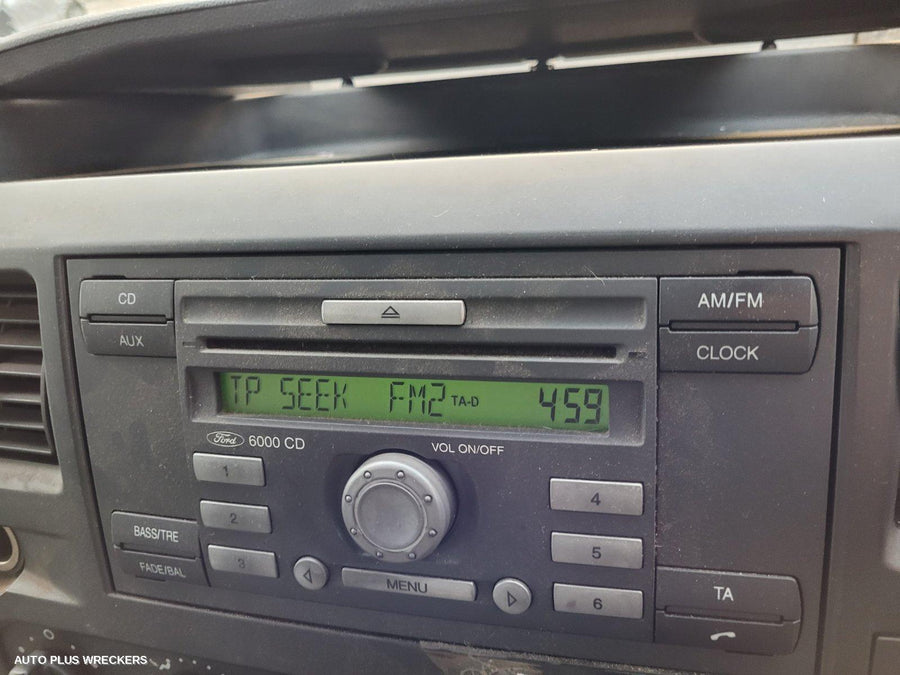 CD
AUX
AM/FM
CLOCK
TP SEEK FM2 TA-D 459
Ford 6000 CD
VOL ON/OFF
1
2
3
4
5
6
BASS/TRE
FADE/BAL
MENU
TA
AUTO PLUS WRECKERS